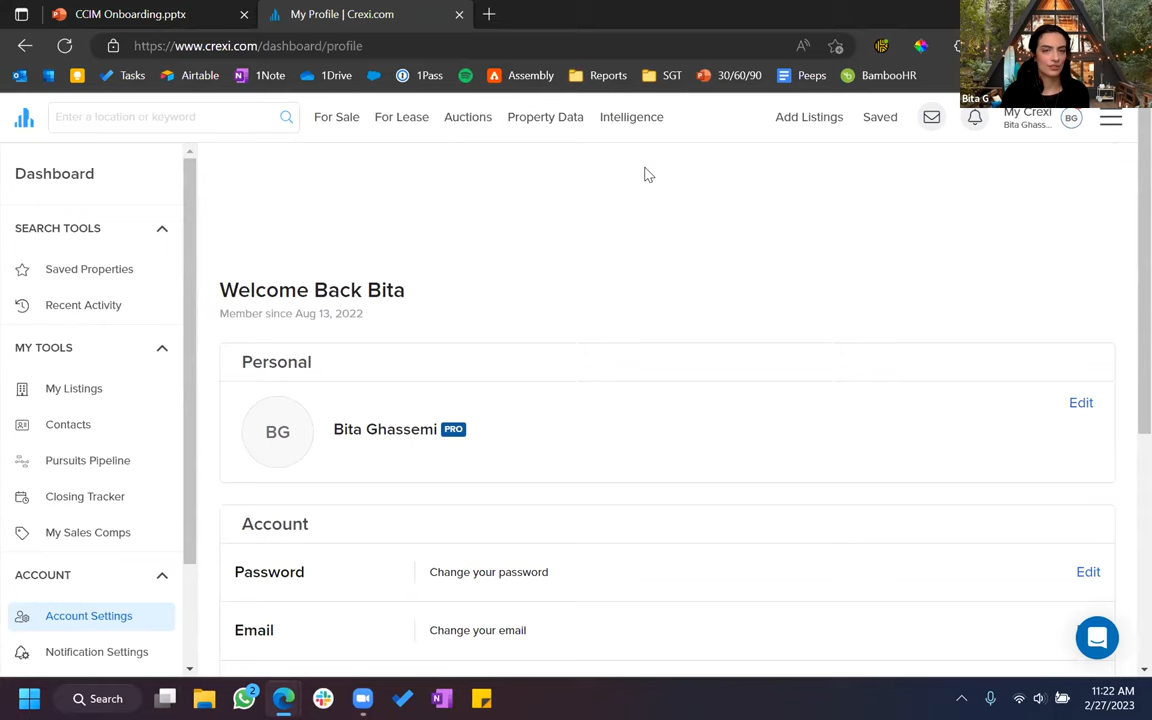 CCIM Onboarding.pptx
My Profile | Crexi.com
https://www.crexi.com/dashboard/profile
Tasks
Airtable
1Note
1Drive
1Pass
Assembly
Reports
SGT
30/60/90
Peeps
BambooHR
Bita G
Enter a location or keyword
For Sale
For Lease
Auctions
Property Data
Intelligence
Add Listings
Saved
My Crexi
Bita Ghass...
BG
Dashboard
SEARCH TOOLS
Saved Properties
Recent Activity
MY TOOLS
My Listings
Contacts
Pursuits Pipeline
Closing Tracker
My Sales Comps
ACCOUNT
Account Settings
Notification Settings
Welcome Back Bita
Member since Aug 13, 2022
Personal
BG
Bita Ghassemi PRO
Edit
Account
Password
Change your password
Edit
Email
Change your email
Search
2
11:22 AM
2/27/2023